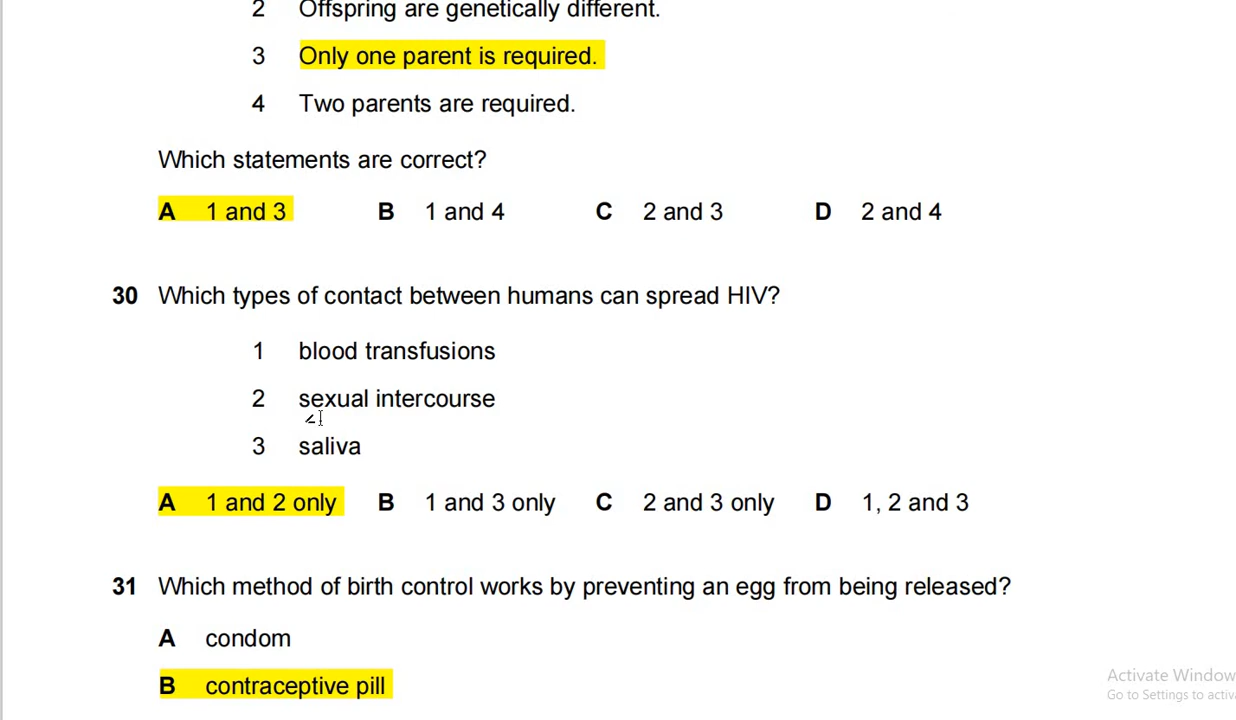 2 Offspring are genetically different.
3 Only one parent is required.
4 Two parents are required.
Which statements are correct?
A 1 and 3 B 1 and 4 C 2 and 3 D 2 and 4
30 Which types of contact between humans can spread HIV?
1 blood transfusions
2 sexual intercourse
3 saliva
A 1 and 2 only B 1 and 3 only C 2 and 3 only D 1, 2 and 3
31 Which method of birth control works by preventing an egg from being released?
A condom
B contraceptive pill
Activate Window
Go to Settings to activ